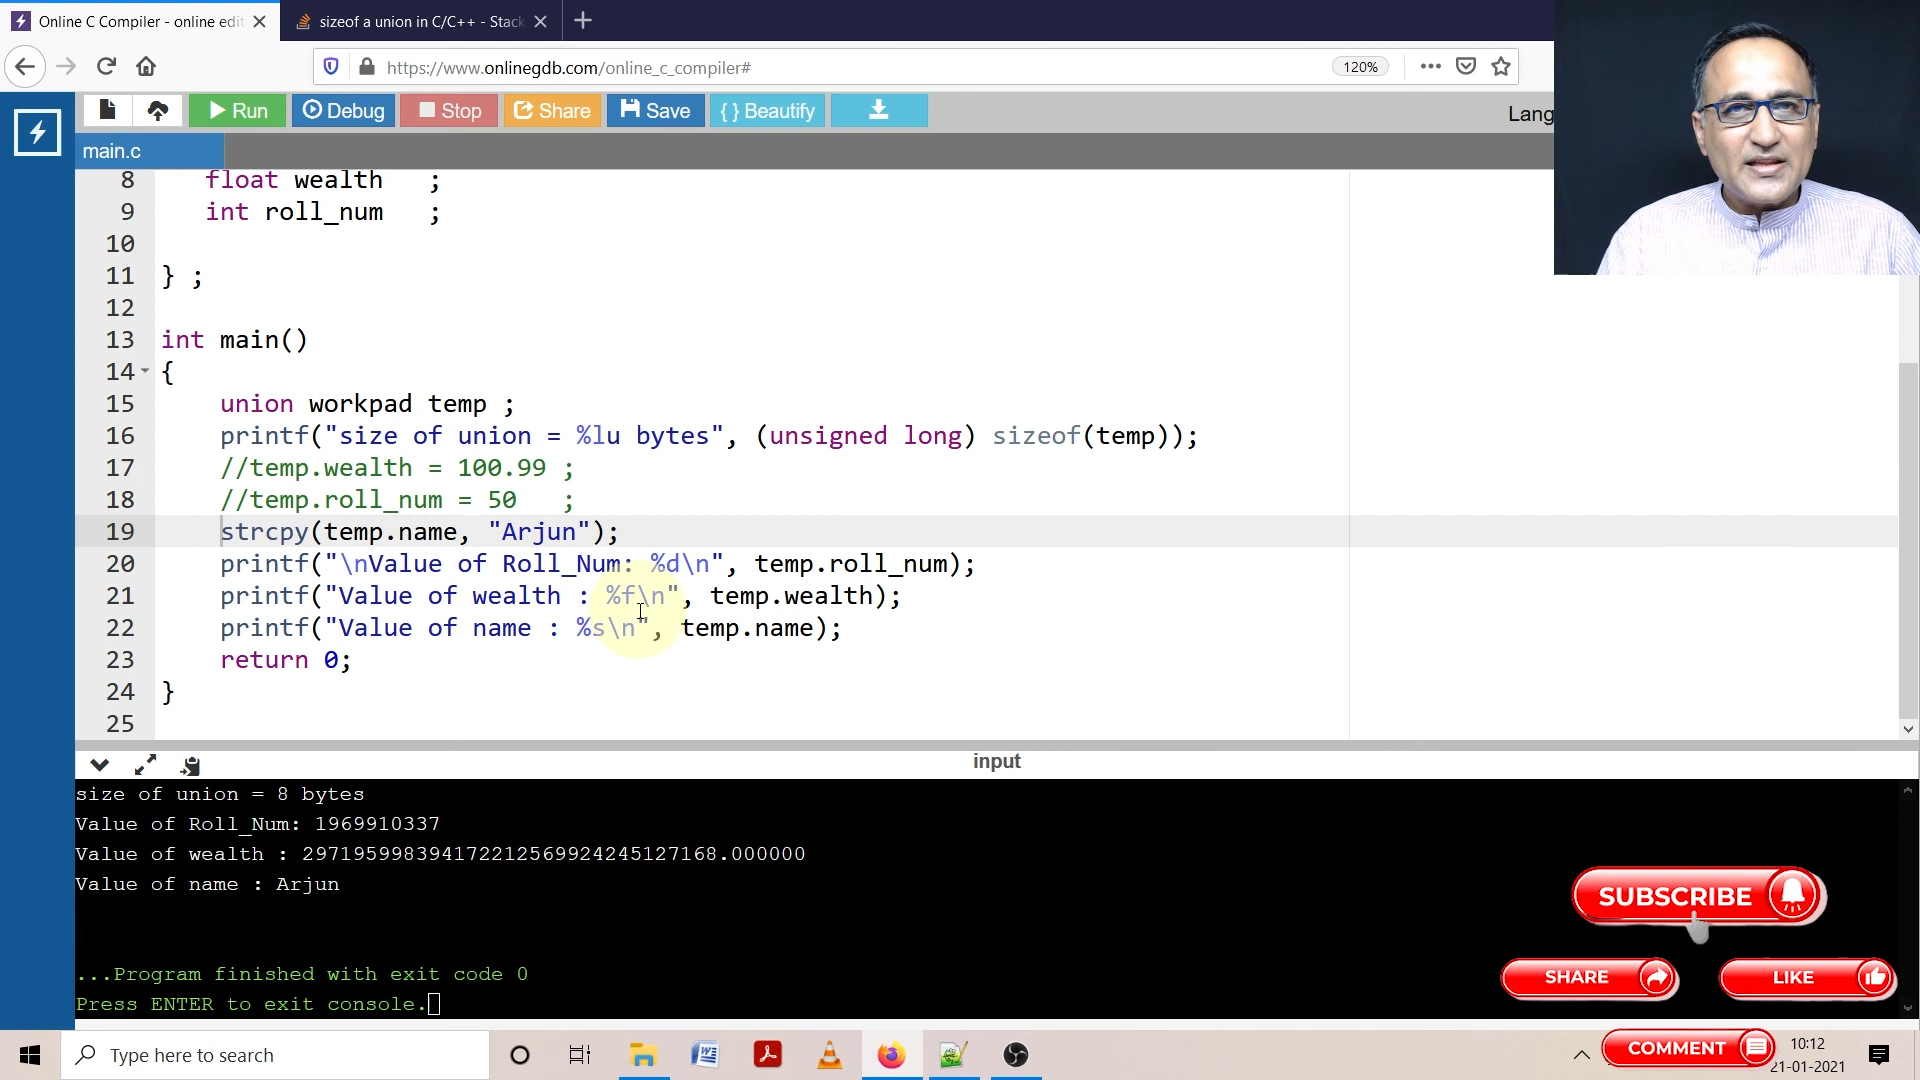 Online C Compiler - online edit
sizeof a union in C/C++ - Stack
https://www.onlinegdb.com/online_c_compiler#
120%
Run
Debug
Stop
Share
Save
{ } Beautify
Lang
main.c
8 float wealth ;
9 int roll_num ;
10
11 } ;
12
13 int main()
14 {
15 union workpad temp ;
16 printf("size of union = %lu bytes", (unsigned long) sizeof(temp));
17 //temp.wealth = 100.99 ;
18 //temp.roll_num = 50 ;
19 strcpy(temp.name, "Arjun");
20 printf("\nValue of Roll_Num: %d\n", temp.roll_num);
21 printf("Value of wealth : %f\n", temp.wealth);
22 printf("Value of name : %s\n", temp.name);
23 return 0;
24 }
25
input
size of union = 8 bytes
Value of Roll_Num: 1969910337
Value of wealth : 297195998394172212569924245127168.000000
Value of name : Arjun
...Program finished with exit code 0
Press ENTER to exit console.
SUBSCRIBE
SHARE
LIKE
COMMENT
Type here to search
10:12
21-01-2021